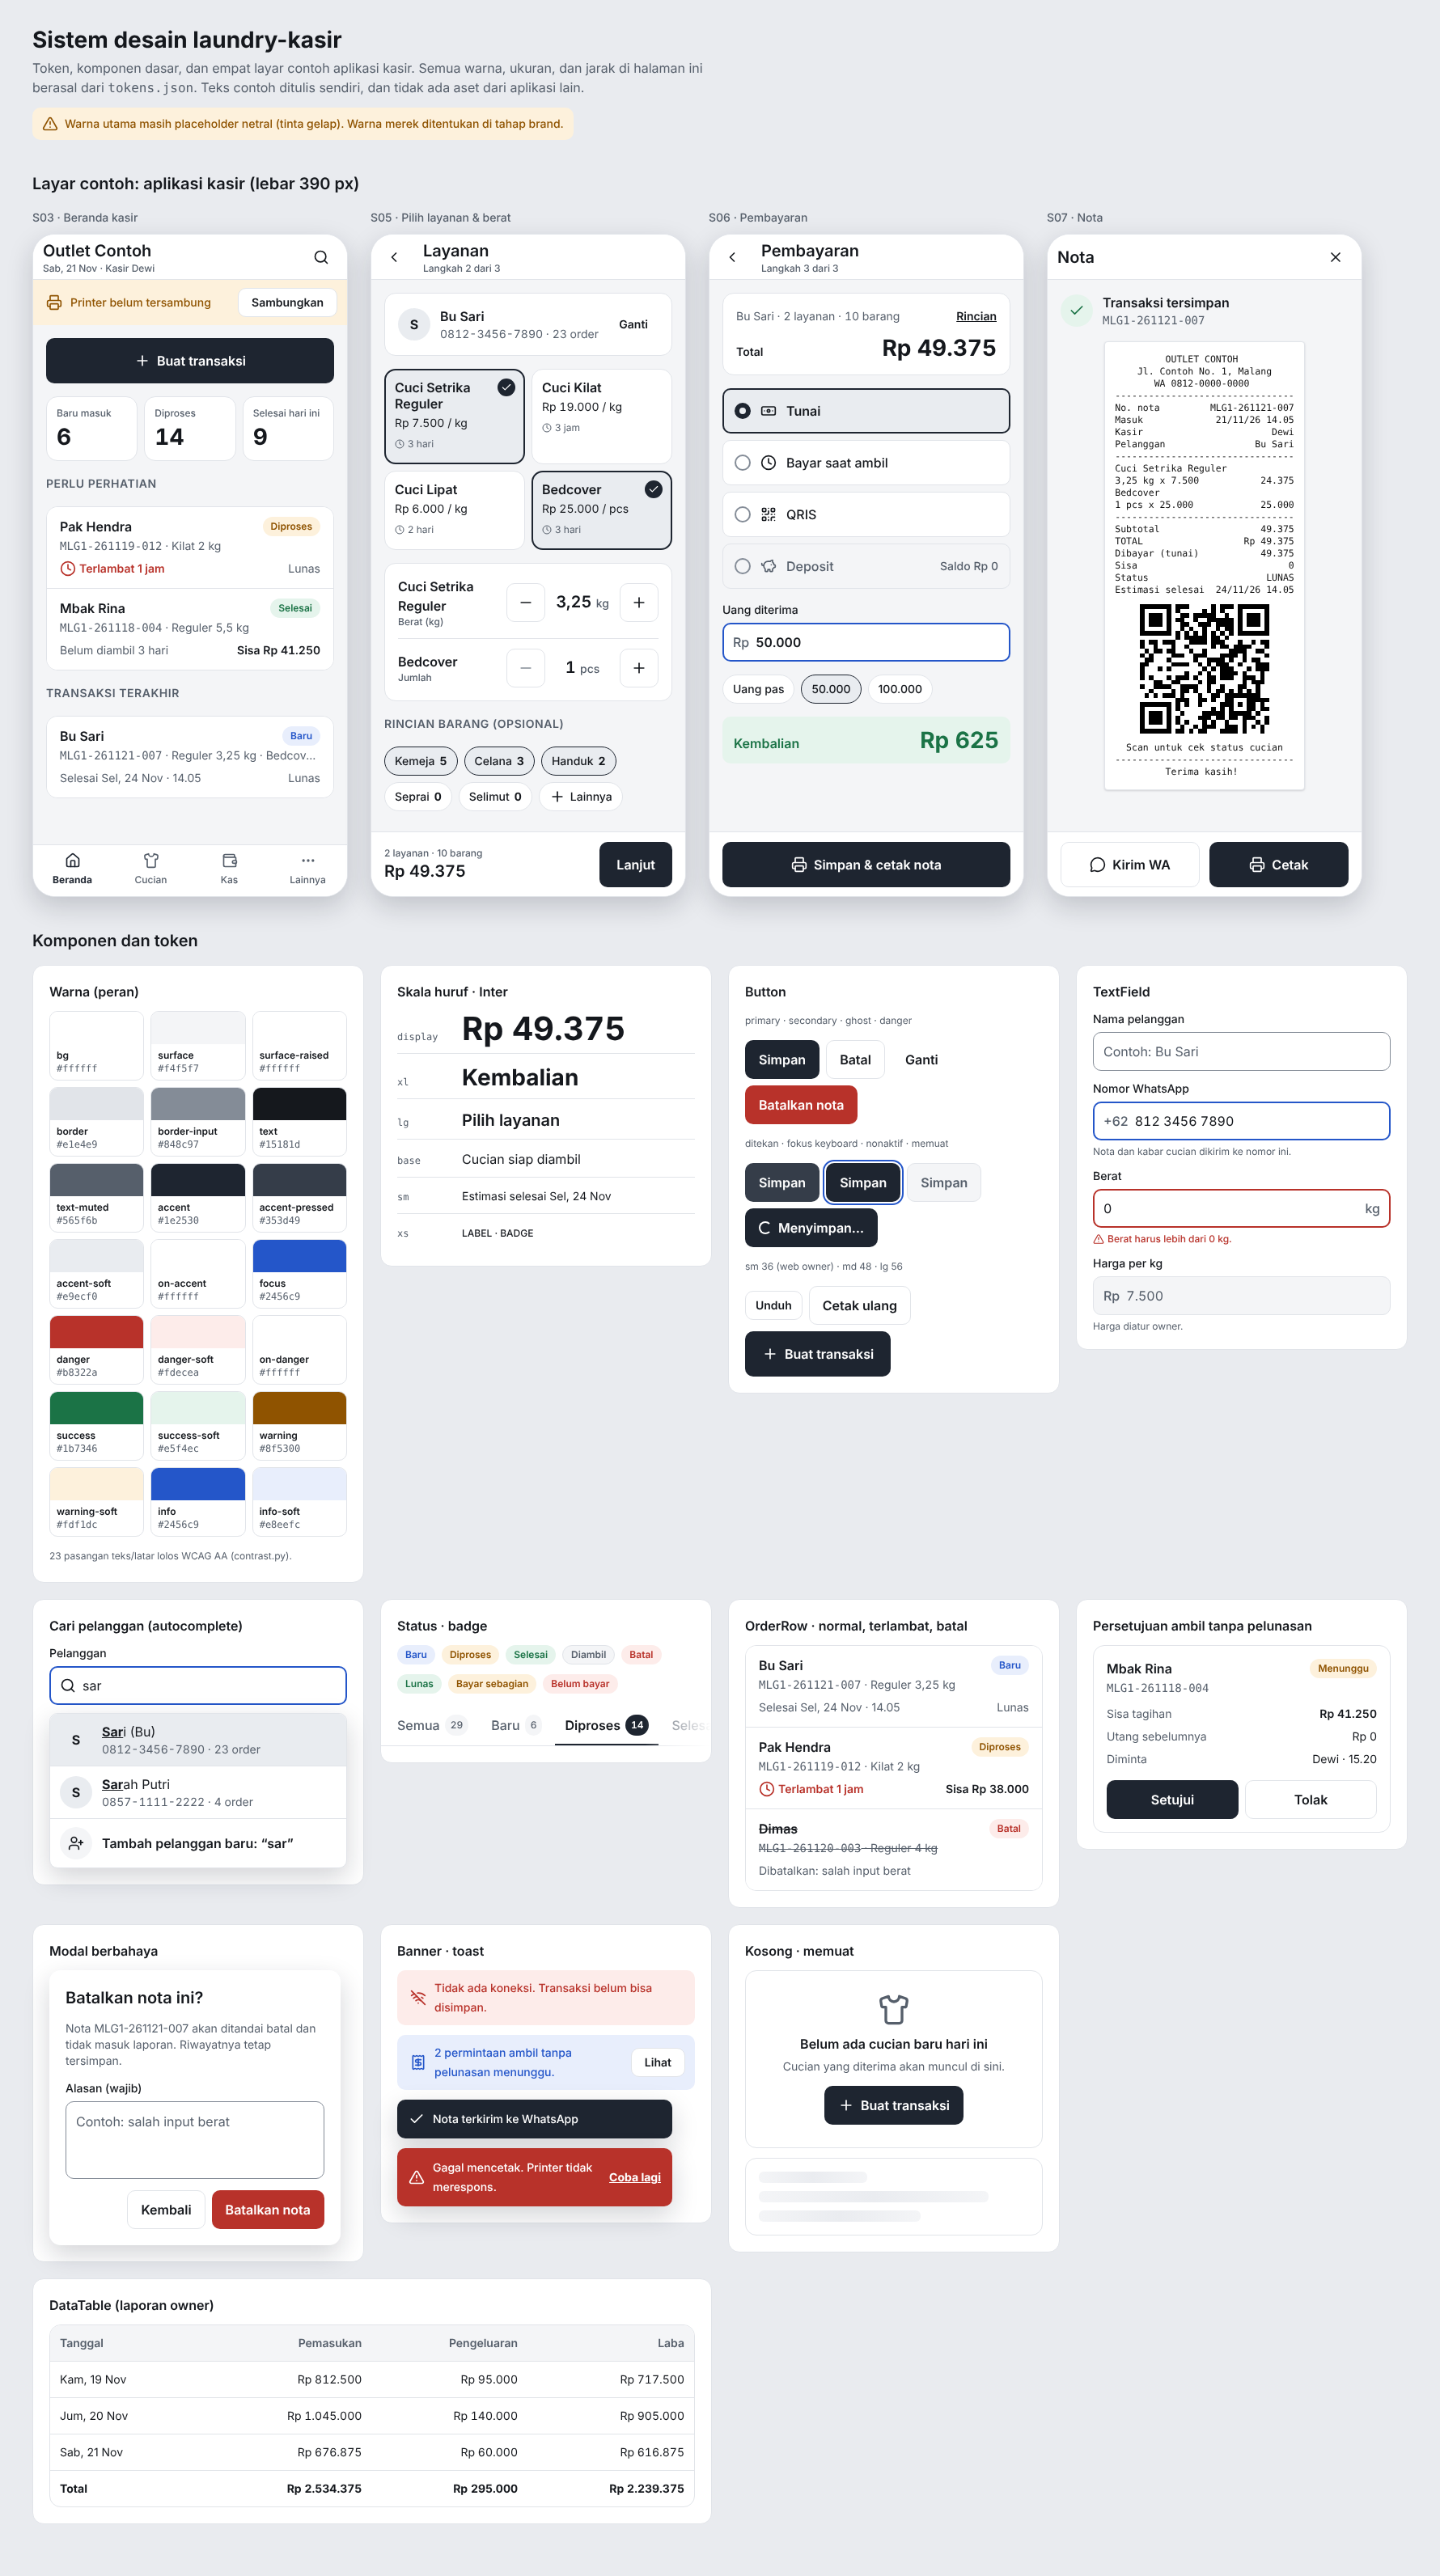 Sistem desain laundry-kasir
Token, komponen dasar, dan empat layar contoh aplikasi kasir. Semua warna, ukuran, dan jarak di halaman ini
berasal dari tokens.json. Teks contoh ditulis sendiri, dan tidak ada aset dari aplikasi lain.
Warna utama masih placeholder netral (tinta gelap). Warna merek ditentukan di tahap brand.
Layar contoh: aplikasi kasir (lebar 390 px)
S03 · Beranda kasir
Outlet Contoh
Sab, 21 Nov · Kasir Dewi
Printer belum tersambung
Sambungkan
Buat transaksi
Baru masuk
6
Diproses
14
Selesai hari ini
9
PERLU PERHATIAN
Pak Hendra
Diproses
MLG1-261119-012 · Kilat 2 kg
Terlambat 1 jam
Lunas
Mbak Rina
Selesai
MLG1-261118-004 · Reguler 5,5 kg
Belum diambil 3 hari
Sisa Rp 41.250
TRANSAKSI TERAKHIR
Bu Sari
Baru
MLG1-261121-007 · Reguler 3,25 kg · Bedcov...
Selesai Sel, 24 Nov · 14.05
Lunas
Beranda
Cucian
Kas
Lainnya
S05 · Pilih layanan & berat
Layanan
Langkah 2 dari 3
S
Bu Sari
0812-3456-7890 · 23 order
Ganti
Cuci Setrika
Reguler
Rp 7.500 / kg
3 hari
Cuci Kilat
Rp 19.000 / kg
3 jam
Cuci Lipat
Rp 6.000 / kg
2 hari
Bedcover
Rp 25.000 / pcs
3 hari
Cuci Setrika
Reguler
Berat (kg)
3,25 kg
Bedcover
Jumlah
1 pcs
RINCIAN BARANG (OPSIONAL)
Kemeja 5
Celana 3
Handuk 2
Seprai 0
Selimut 0
Lainnya
2 layanan · 10 barang
Rp 49.375
Lanjut
S06 · Pembayaran
Pembayaran
Langkah 3 dari 3
Bu Sari · 2 layanan · 10 barang
Rincian
Total
Rp 49.375
Tunai
Bayar saat ambil
QRIS
Deposit
Saldo Rp 0
Uang diterima
Rp 50.000
Uang pas
50.000
100.000
Kembalian
Rp 625
Simpan & cetak nota
S07 · Nota
Nota
Transaksi tersimpan
MLG1-261121-007
OUTLET CONTOH
Jl. Contoh No. 1, Malang
WA 0812-0000-0000
--------------------------------
No. nota MLG1-261121-007
Masuk 21/11/26 14.05
Kasir Dewi
Pelanggan Bu Sari
--------------------------------
Cuci Setrika Reguler
3,25 kg x 7.500 24.375
Bedcover
1 pcs x 25.000 25.000
--------------------------------
Subtotal 49.375
TOTAL Rp 49.375
Dibayar (tunai) 49.375
Sisa 0
Status LUNAS
Estimasi selesai 24/11/26 14.05
Scan untuk cek status cucian
--------------------------------
Terima kasih!
Kirim WA
Cetak
Komponen dan token
Warna (peran)
bg
#ffffff
surface
#f4f5f7
surface-raised
#ffffff
border
#e1e4e9
border-input
#848c97
text
#15181d
text-muted
#565f6b
accent
#1e2530
accent-pressed
#353d49
accent-soft
#e9ecf0
on-accent
#ffffff
focus
#2456c9
danger
#b8322a
danger-soft
#fdecea
on-danger
#ffffff
success
#1b7346
success-soft
#e5f4ec
warning
#8f5300
warning-soft
#fdf1dc
info
#2456c9
info-soft
#e8eefc
23 pasangan teks/latar lolos WCAG AA (contrast.py).
Skala huruf · Inter
display Rp 49.375
xl Kembalian
lg Pilih layanan
base Cucian siap diambil
sm Estimasi selesai Sel, 24 Nov
xs LABEL · BADGE
Button
primary · secondary · ghost · danger
Simpan
Batal
Ganti
Batalkan nota
ditekan · fokus keyboard · nonaktif · memuat
Simpan
Simpan
Simpan
Menyimpan...
sm 36 (web owner) · md 48 · lg 56
Unduh
Cetak ulang
Buat transaksi
TextField
Nama pelanggan
Contoh: Bu Sari
Nomor WhatsApp
+62 812 3456 7890
Nota dan kabar cucian dikirim ke nomor ini.
Berat
0
kg
Berat harus lebih dari 0 kg.
Harga per kg
Rp 7.500
Harga diatur owner.
Cari pelanggan (autocomplete)
Pelanggan
sar
S
Sari (Bu)
0812-3456-7890 · 23 order
S
Sarah Putri
0857-1111-2222 · 4 order
Tambah pelanggan baru: “sar”
Status · badge
Baru
Diproses
Selesai
Diambil
Batal
Lunas
Bayar sebagian
Belum bayar
Semua 29
Baru 6
Diproses 14
Seles
OrderRow · normal, terlambat, batal
Bu Sari
Baru
MLG1-261121-007 · Reguler 3,25 kg
Selesai Sel, 24 Nov · 14.05
Lunas
Pak Hendra
Diproses
MLG1-261119-012 · Kilat 2 kg
Terlambat 1 jam
Sisa Rp 38.000
Dimas
Batal
MLG1-261120-003 · Reguler 4 kg
Dibatalkan: salah input berat
Persetujuan ambil tanpa pelunasan
Mbak Rina
Menunggu
MLG1-261118-004
Sisa tagihan Rp 41.250
Utang sebelumnya Rp 0
Diminta Dewi · 15.20
Setujui
Tolak
Modal berbahaya
Batalkan nota ini?
Nota MLG1-261121-007 akan ditandai batal dan
tidak masuk laporan. Riwayatnya tetap
tersimpan.
Alasan (wajib)
Contoh: salah input berat
Kembali
Batalkan nota
Banner · toast
Tidak ada koneksi. Transaksi belum bisa
disimpan.
2 permintaan ambil tanpa
pelunasan menunggu.
Lihat
Nota terkirim ke WhatsApp
Gagal mencetak. Printer tidak
merespons.
Coba lagi
Kosong · memuat
Belum ada cucian baru hari ini
Cucian yang diterima akan muncul di sini.
Buat transaksi
DataTable (laporan owner)
Tanggal Pemasukan Pengeluaran Laba
Kam, 19 Nov Rp 812.500 Rp 95.000 Rp 717.500
Jum, 20 Nov Rp 1.045.000 Rp 140.000 Rp 905.000
Sab, 21 Nov Rp 676.875 Rp 60.000 Rp 616.875
Total Rp 2.534.375 Rp 295.000 Rp 2.239.375